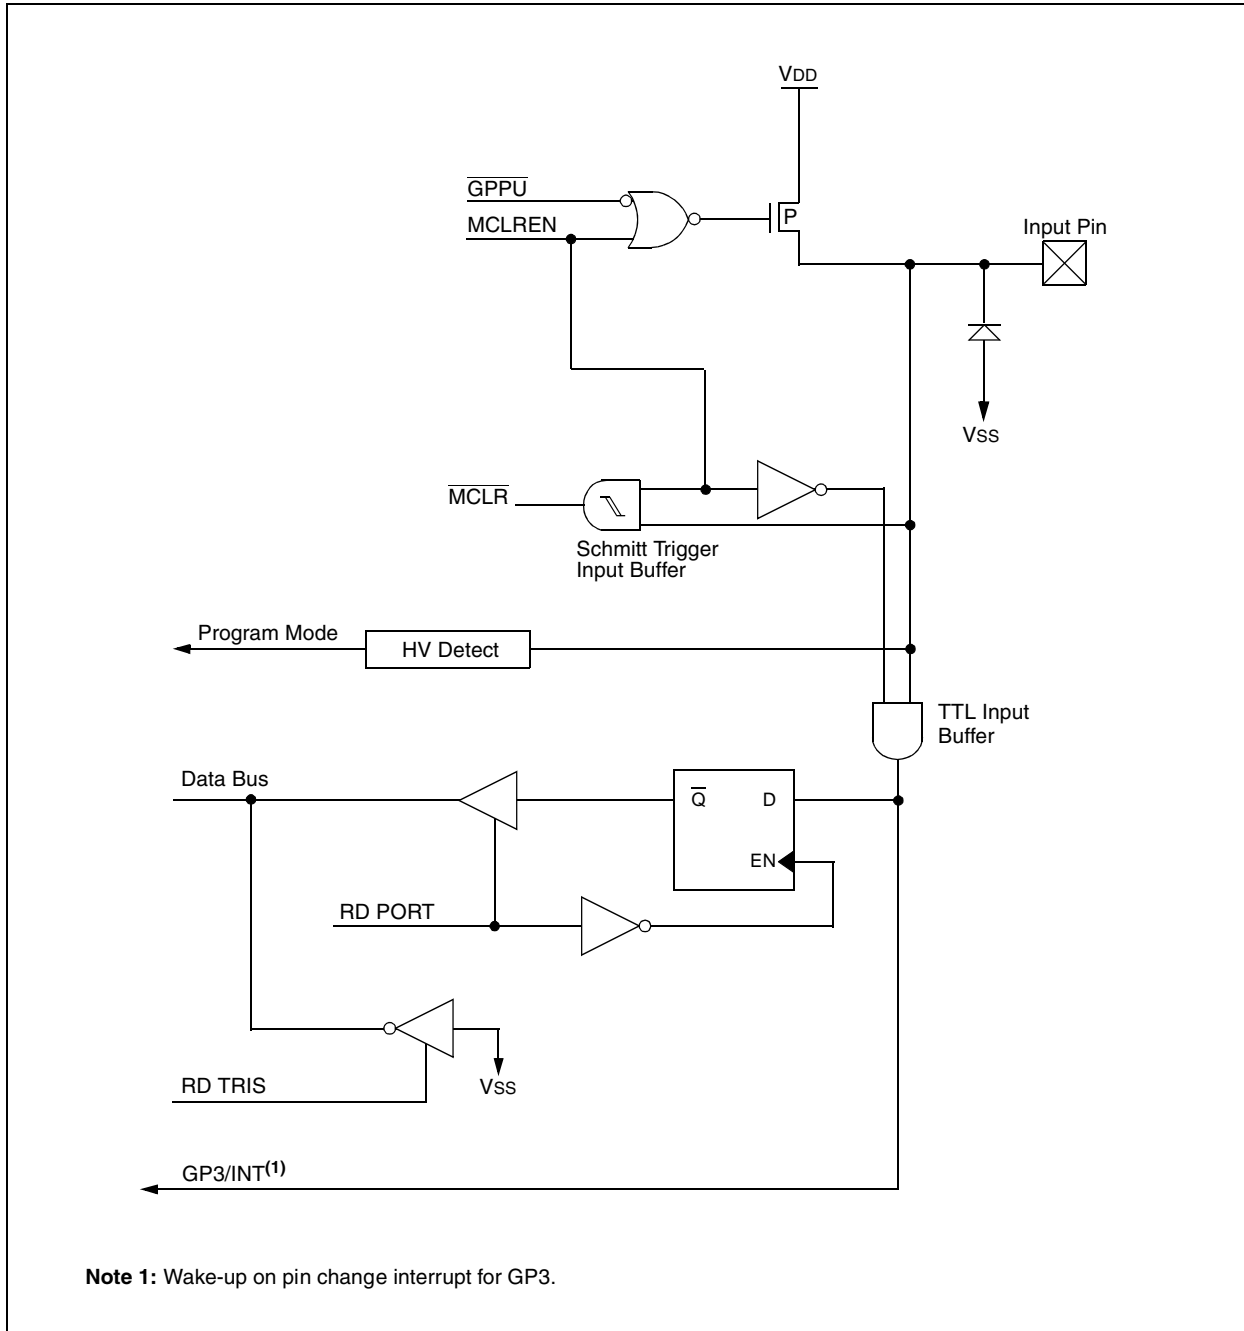 VDD
GPPU
MCLREN
P
Input Pin
VSS
MCLR
Schmitt Trigger
Input Buffer
Program Mode
HV Detect
TTL Input
Buffer
Data Bus
Q
D
EN
RD PORT
VSS
RD TRIS
GP3/INT(1)
Note 1: Wake-up on pin change interrupt for GP3.